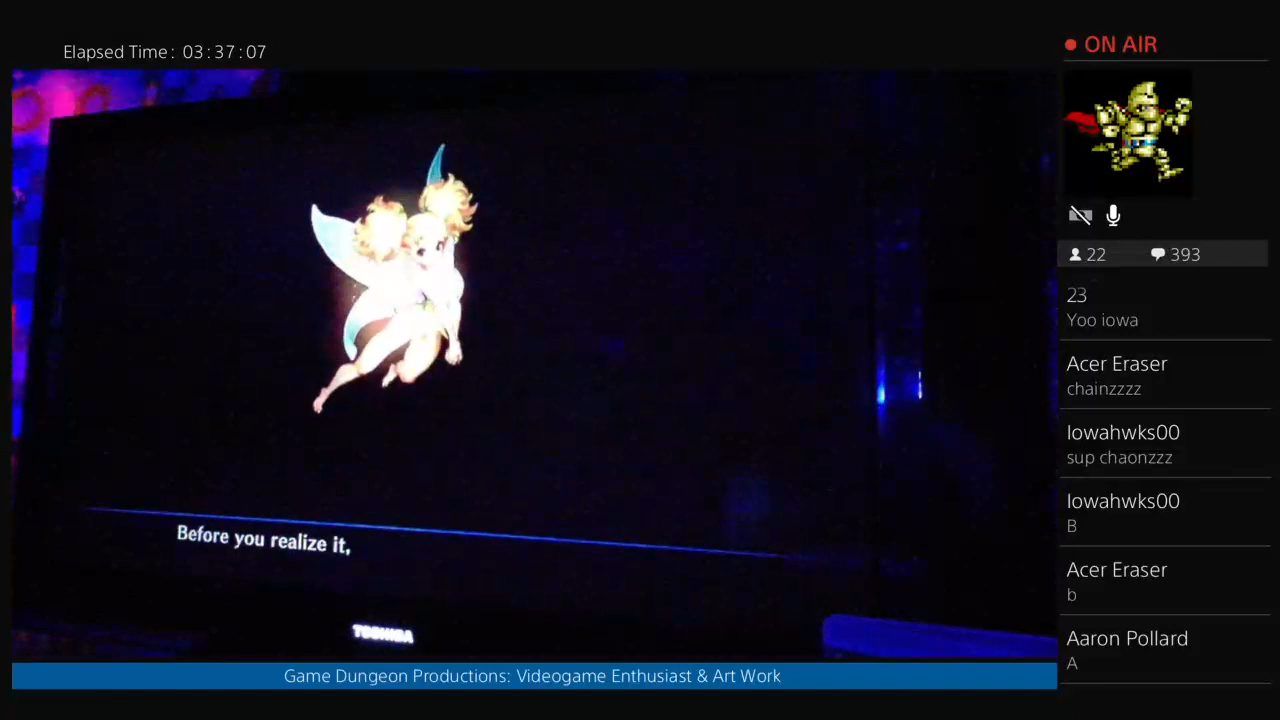 Elapsed Time: 03:37:07
ON AIR
22 393
23
Yoo iowa
Acer Eraser
chainzzzz
Iowahwks00
sup chaonzzz
Iowahwks00
B
Acer Eraser
b
Aaron Pollard
A
Before you realize it,
TOSHIBA
Game Dungeon Productions: Videogame Enthusiast & Art Work